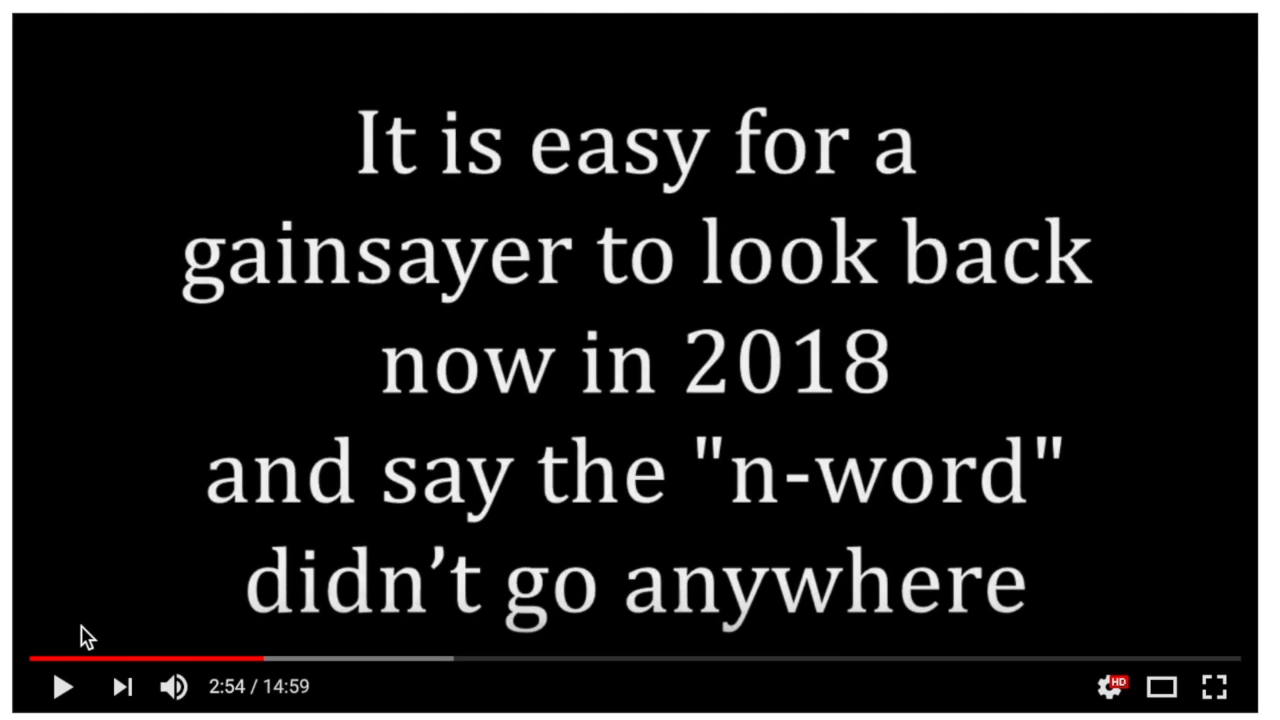 It is easy for a
gainsayer to look back
now in 2018
and say the "n-word"
didn’t go anywhere
2:54 / 14:59
HD